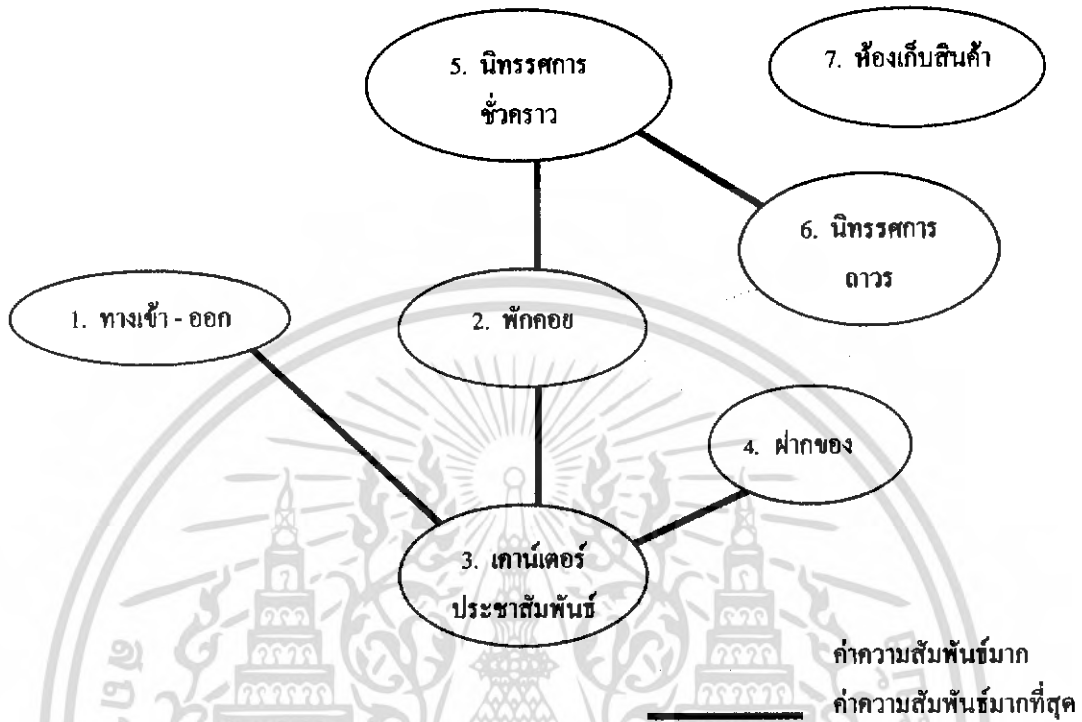 5. นิทรรศการ
ชั่วคราว
7. ห้องเก็บสินค้า
6. นิทรรศการ
ถาวร
1. ทางเข้า - ออก
2. พักคอย
4. ฝากของ
3. เคาน์เตอร์
ประชาสัมพันธ์
ค่าความสัมพันธ์มาก
ค่าความสัมพันธ์มากที่สุด